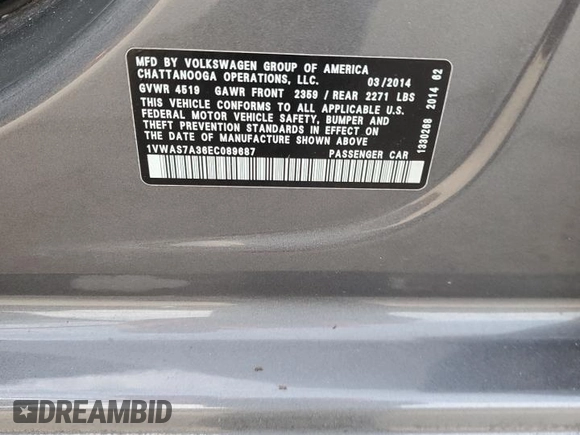 MFD BY VOLKSWAGEN GROUP OF AMERICA
CHATTANOOGA OPERATIONS, LLC. 03/2014
GVWR 4519 GAWR FRONT 2359 / REAR 2271 LBS
THIS VEHICLE CONFORMS TO ALL APPLICABLE U.S.
FEDERAL MOTOR VEHICLE SAFETY, BUMPER AND
THEFT PREVENTION STANDARDS IN EFFECT ON
THE DATE OF MANUFACTURE SHOWN ABOVE
1VWAS7A36EC089687 PASSENGER CAR
1330288 2014 62
DREAMBID